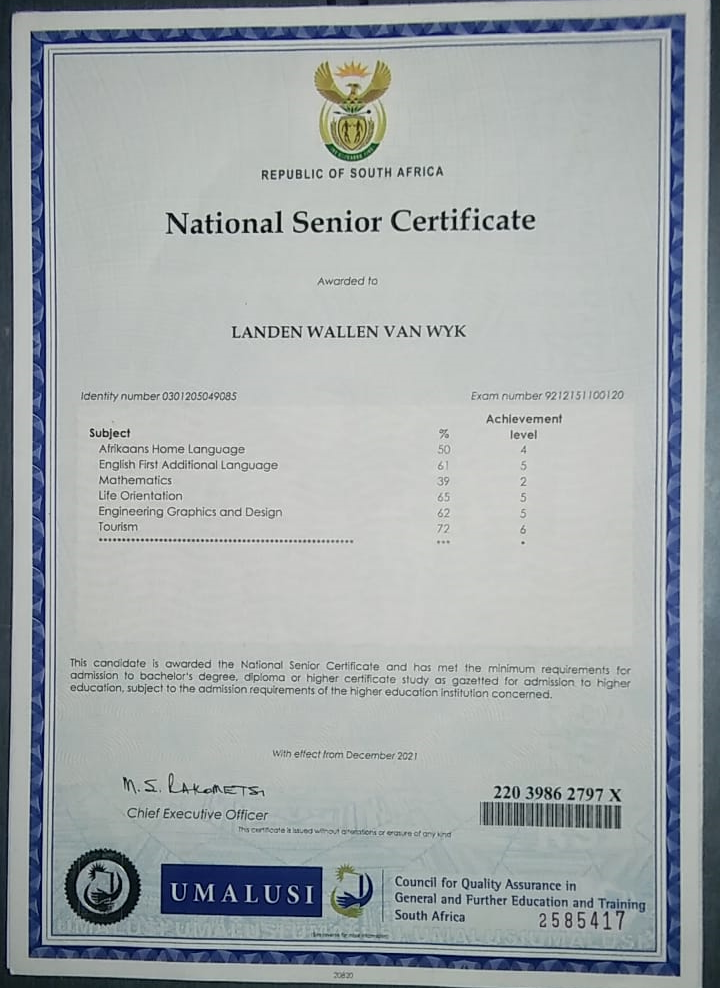 REPUBLIC OF SOUTH AFRICA
National Senior Certificate
Awarded to
LANDEN WALLEN VAN WYK
Identity number 0301205049085 Exam number 9212151100120
Subject % Achievement level
Afrikaans Home Language 50 4
English First Additional Language 61 5
Mathematics 39 2
Life Orientation 65 5
Engineering Graphics and Design 62 5
Tourism 72 6
This candidate is awarded the National Senior Certificate and has met the minimum requirements for
admission to bachelor's degree, diploma or higher certificate study as gazetted for admission to higher
education, subject to the admission requirements of the higher education institution concerned.
With effect from December 2021
M.S. RAKOMETSI
Chief Executive Officer
220 3986 2797 X
This certificate is issued without alterations or erasure of any kind
UMALUSI
Council for Quality Assurance in
General and Further Education and Training
South Africa 2585417
20820